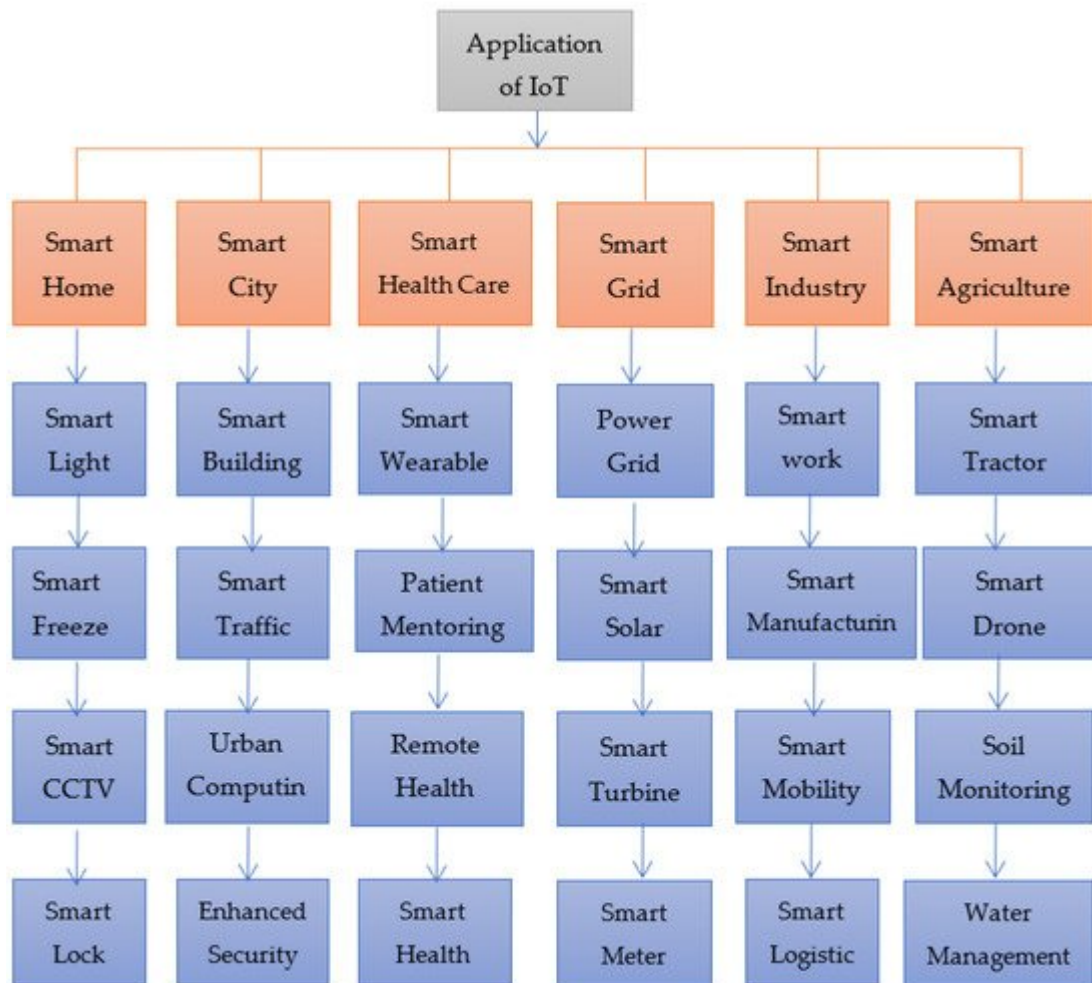 Application
of IoT
Smart
Home
Smart
City
Smart
Health Care
Smart
Grid
Smart
Industry
Smart
Agriculture
Smart
Light
Smart
Building
Smart
Wearable
Power
Grid
Smart
work
Smart
Tractor
Smart
Freeze
Smart
Traffic
Patient
Mentoring
Smart
Solar
Smart
Manufacturin
Smart
Drone
Smart
CCTV
Urban
Computin
Remote
Health
Smart
Turbine
Smart
Mobility
Soil
Monitoring
Smart
Lock
Enhanced
Security
Smart
Health
Smart
Meter
Smart
Logistic
Water
Management